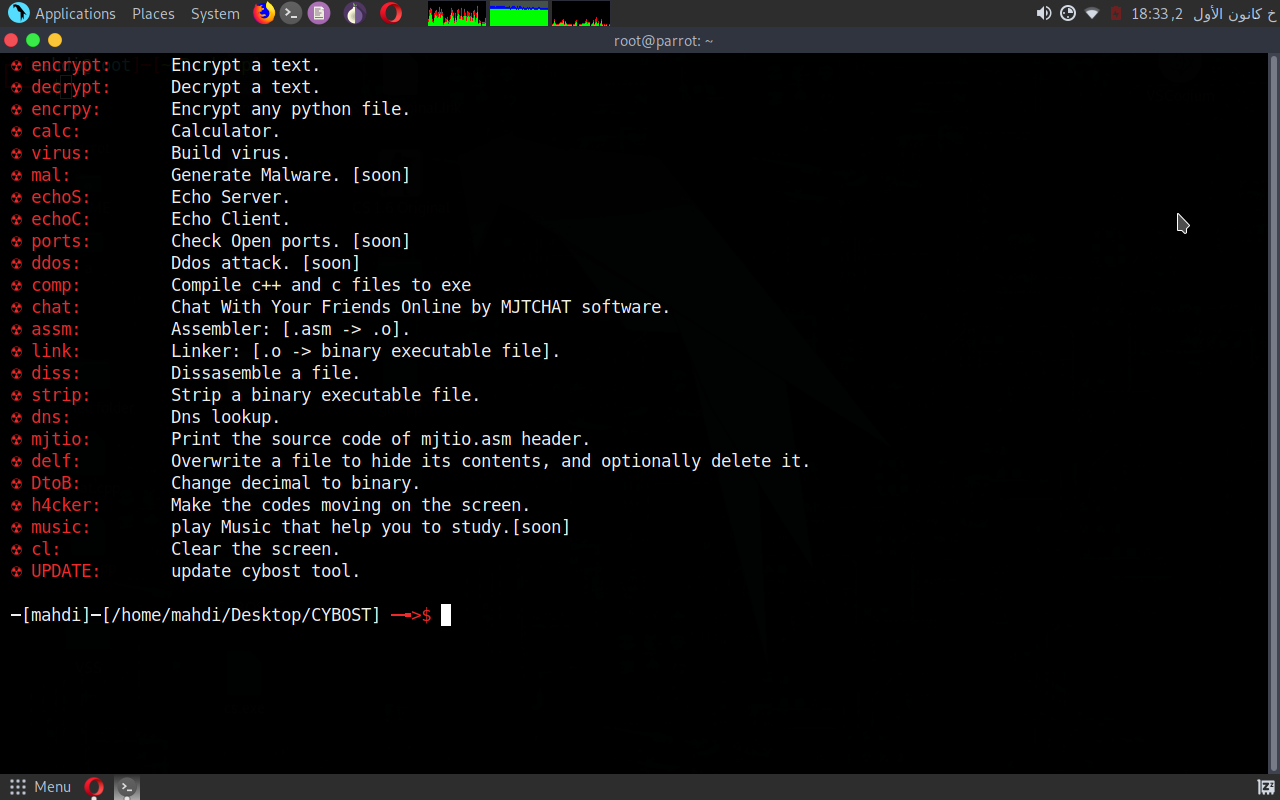 Applications Places System 18:33 ,2 خ كانون الأول
root@parrot: ~
☢ encrypt: Encrypt a text.
☢ decrypt: Decrypt a text.
☢ encrpy: Encrypt any python file.
☢ calc: Calculator.
☢ virus: Build virus.
☢ mal: Generate Malware. [soon]
☢ echoS: Echo Server.
☢ echoC: Echo Client.
☢ ports: Check Open ports. [soon]
☢ ddos: Ddos attack. [soon]
☢ comp: Compile c++ and c files to exe
☢ chat: Chat With Your Friends Online by MJTCHAT software.
☢ assm: Assembler: [.asm -> .o].
☢ link: Linker: [.o -> binary executable file].
☢ diss: Dissasemble a file.
☢ strip: Strip a binary executable file.
☢ dns: Dns lookup.
☢ mjtio: Print the source code of mjtio.asm header.
☢ delf: Overwrite a file to hide its contents, and optionally delete it.
☢ DtoB: Change decimal to binary.
☢ h4cker: Make the codes moving on the screen.
☢ music: play Music that help you to study.[soon]
☢ cl: Clear the screen.
☢ UPDATE: update cybost tool.
─[mahdi]─[/home/mahdi/Desktop/CYBOST] ──╼>$
Menu